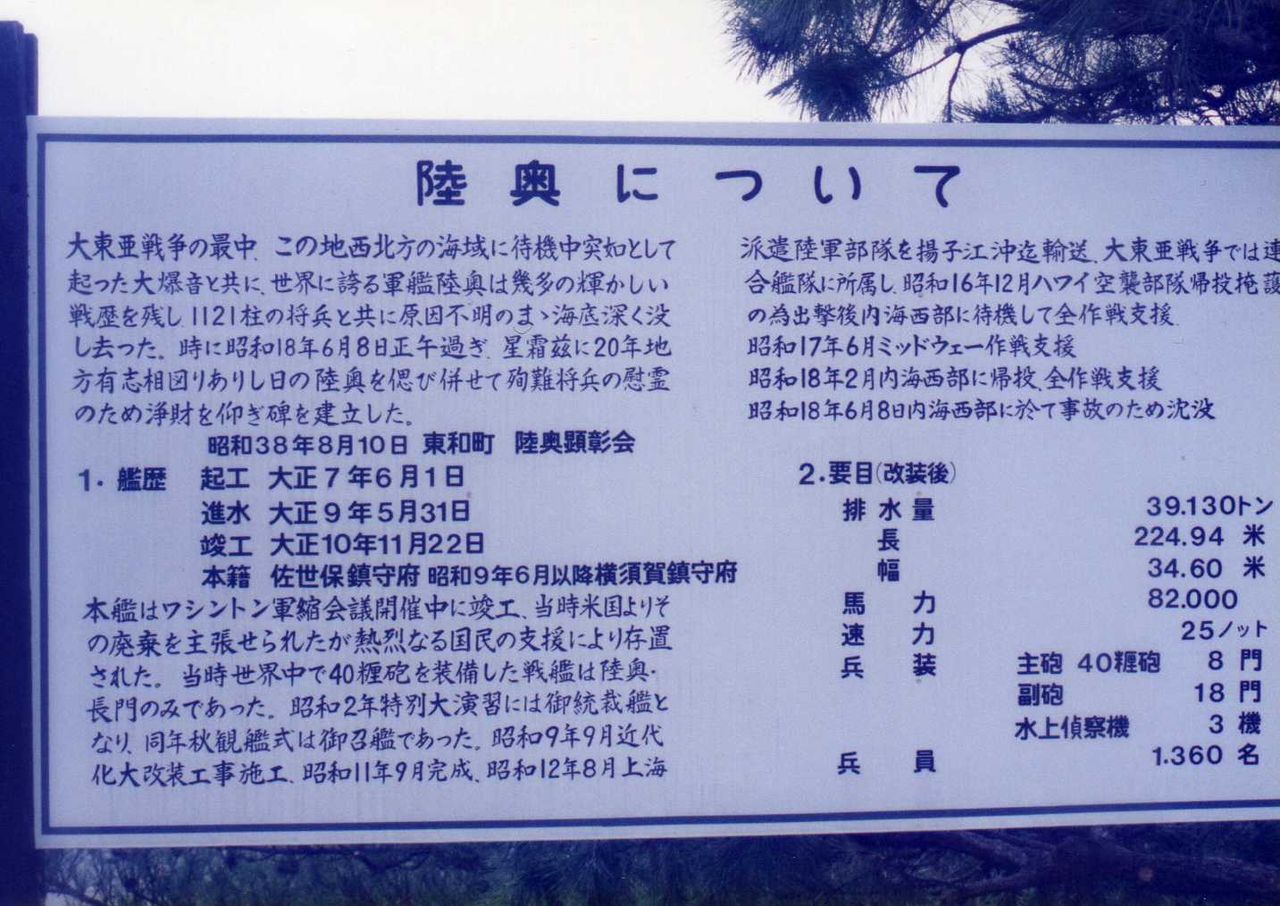 陸奥について
大東亜戦争の最中、この地西北方の海域に待機中突如として
起った大爆音と共に、世界に誇る軍艦陸奥は幾多の輝かしい
戦歴を残し1121柱の将兵と共に原因不明のまゝ海底深く没
し去った。時に昭和18年6月8日正午過ぎ、星霜茲に20年地
方有志相図りありし日の陸奥を偲び併せて殉難将兵の慰霊
のため浄財を仰ぎ碑を建立した。
昭和38年8月10日 東和町 陸奥顕彰会
1. 艦歴 起工 大正7年6月1日
進水 大正9年5月31日
竣工 大正10年11月22日
本籍 佐世保鎮守府 昭和9年6月以降横須賀鎮守府
本艦はワシントン軍縮会議開催中に竣工、当時米国よりそ
の廃棄を主張せられたが熱烈なる国民の支援により存置
された。当時世界中で40糎砲を装備した戦艦は陸奥・
長門のみであった。昭和2年特別大演習には御統裁艦と
なり、同年秋観艦式は御召艦であった。昭和9年9月近代
化大改装工事施工、昭和11年9月完成、昭和12年8月上海
派遣陸軍部隊を揚子江沖迄輸送、大東亜戦争では連
合艦隊に所属し、昭和16年12月ハワイ空襲部隊帰投掩護
の為出撃後内海西部に待機して全作戦支援、
昭和17年6月ミッドウェー作戦支援
昭和18年2月内海西部に帰投、全作戦支援
昭和18年6月8日内海西部に於て事故のため沈没
2.要目(改装後)
排水量 39.130トン
長 224.94 米
幅 34.60 米
馬力 82.000
速力 25ノット
兵装 主砲 40糎砲 8門
副砲 18門
水上偵察機 3機
兵員 1.360名